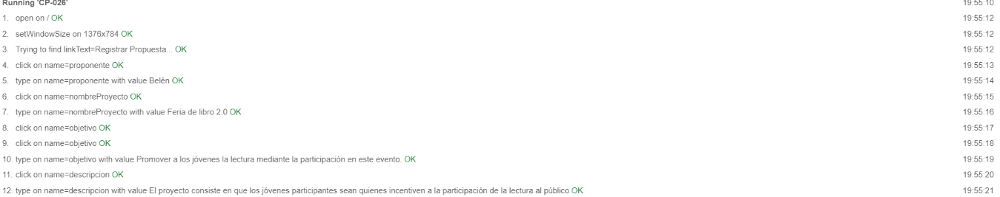 Running 'CP-026' 19:55:10
1. open on / OK 19:55:12
2. setWindowSize on 1376x784 OK 19:55:12
3. Trying to find linkText=Registrar Propuesta... OK 19:55:12
4. click on name=proponente OK 19:55:13
5. type on name=proponente with value Belén OK 19:55:14
6. click on name=nombreProyecto OK 19:55:15
7. type on name=nombreProyecto with value Feria de libro 2.0 OK 19:55:16
8. click on name=objetivo OK 19:55:17
9. click on name=objetivo OK 19:55:18
10. type on name=objetivo with value Promover a los jóvenes la lectura mediante la participación en este evento. OK 19:55:19
11. click on name=descripcion OK 19:55:20
12. type on name=descripcion with value El proyecto consiste en que los jóvenes participantes sean quienes incentiven a la participación de la lectura al público OK 19:55:21